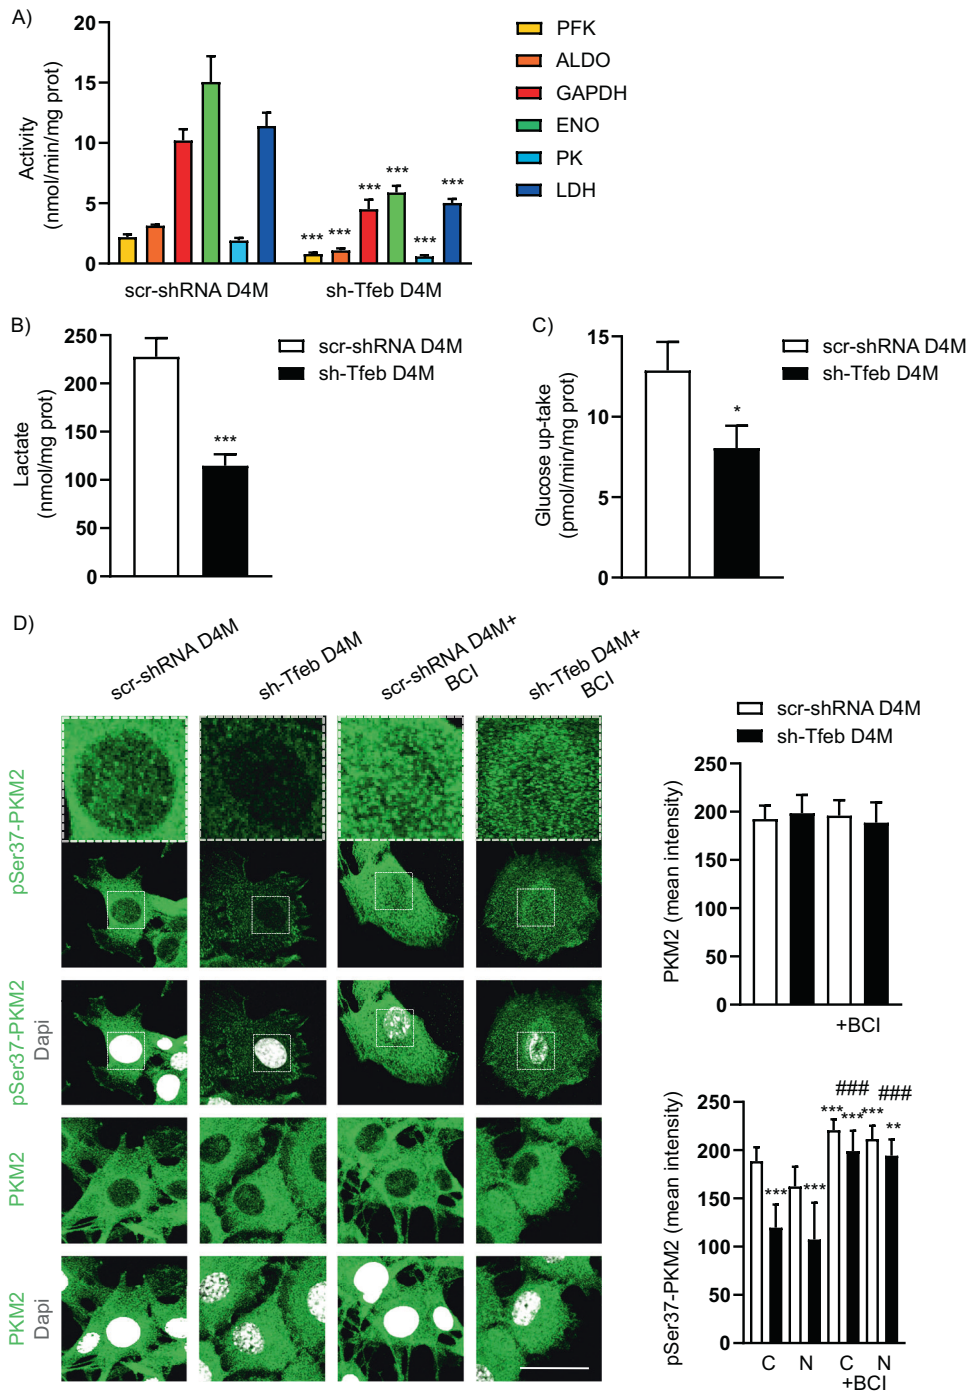 A)
20
15
10
5
0
Activity
(nmol/min/mg prot)
PFK
ALDO
GAPDH
ENO
PK
LDH
*** *** *** *** *** ***
scr-shRNA D4M sh-Tfeb D4M
B)
250
200
150
100
50
0
Lactate
(nmol/mg prot)
***
scr-shRNA D4M
sh-Tfeb D4M
C)
15
10
5
0
Glucose up-take
(pmol/min/mg prot)
*
scr-shRNA D4M
sh-Tfeb D4M
D)
scr-shRNA D4M
sh-Tfeb D4M
scr-shRNA D4M+
BCI
sh-Tfeb D4M+
BCI
pSer37-PKM2
pSer37-PKM2
Dapi
PKM2
PKM2
Dapi
scr-shRNA D4M
sh-Tfeb D4M
250
200
150
100
50
0
PKM2 (mean intensity)
+BCI
250
200
150
100
50
0
pSer37-PKM2 (mean intensity)
### ###
*** *** *** *** *** **
C N C N
+BCI